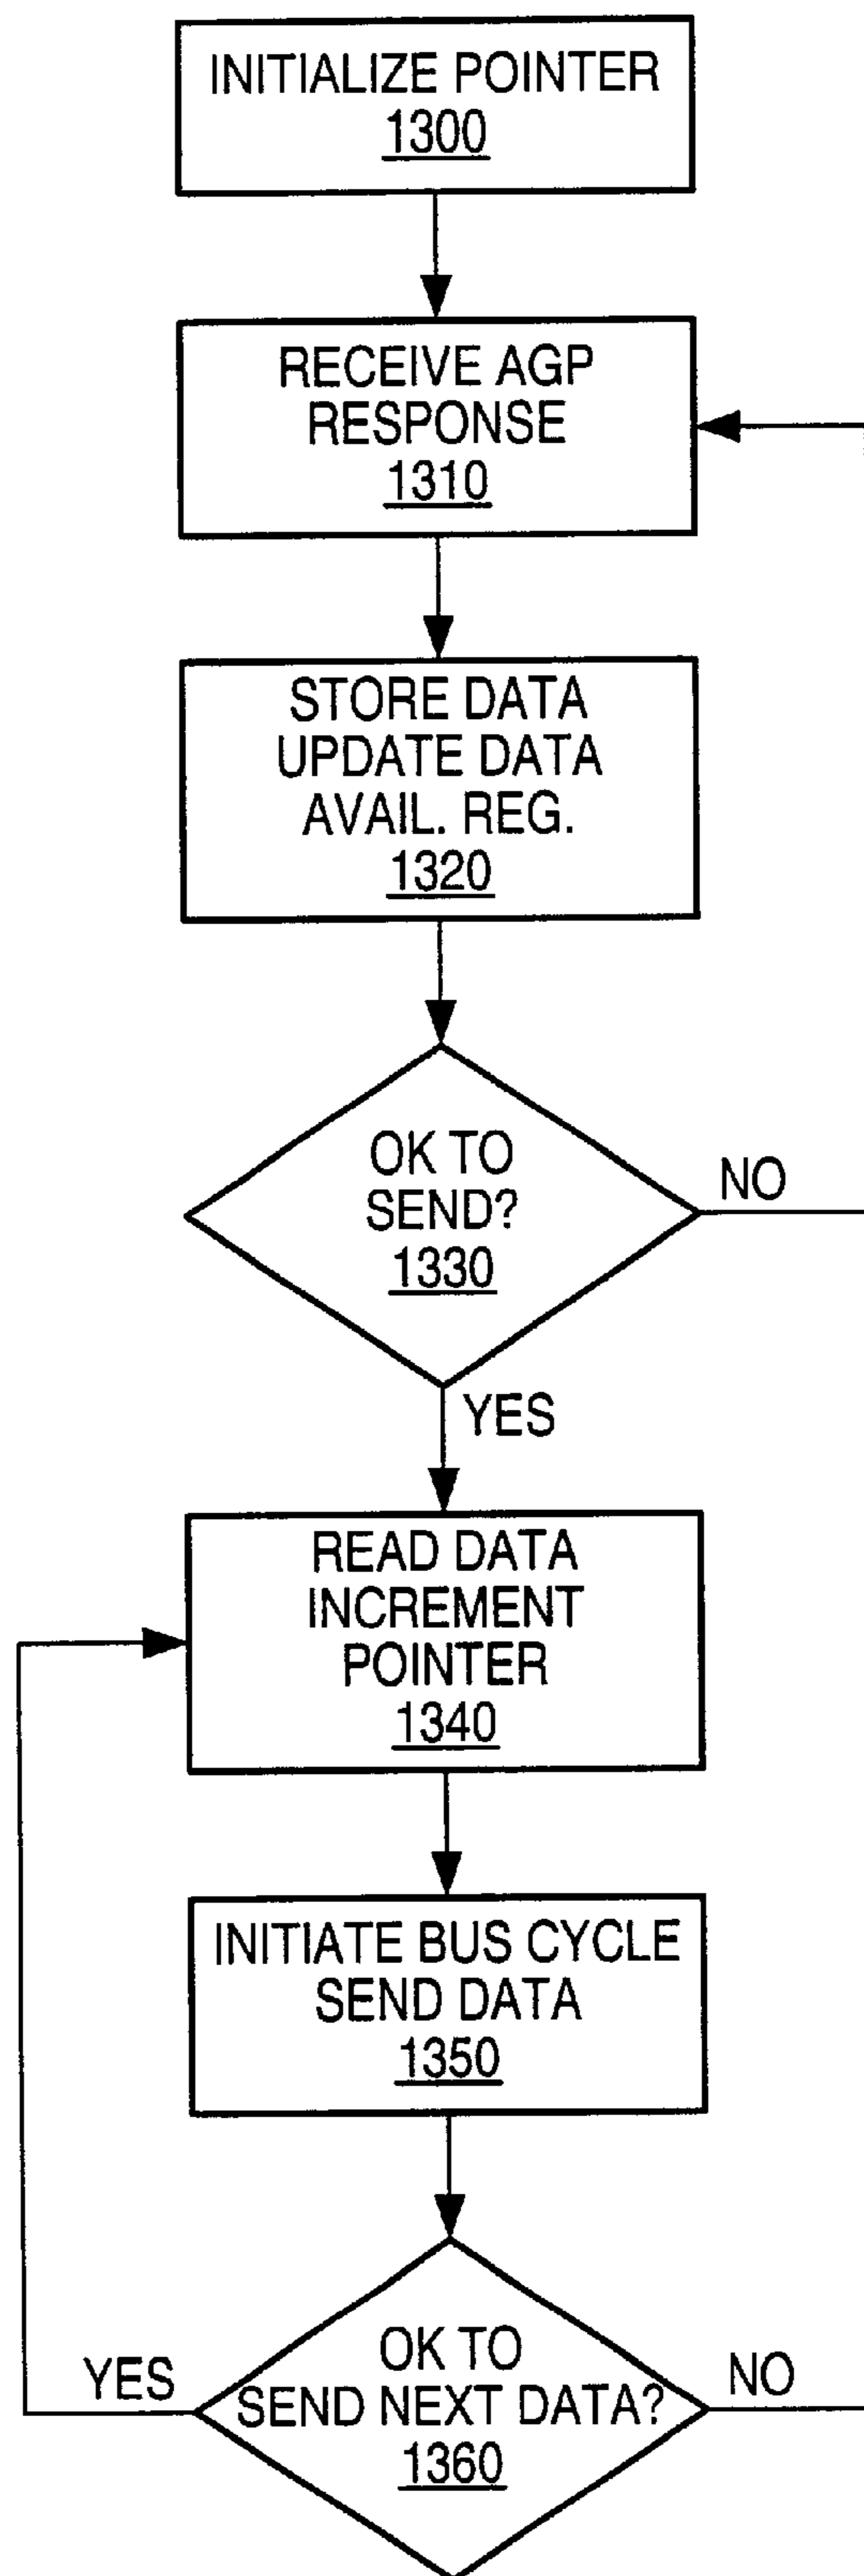 INITIALIZE POINTER
1300
RECEIVE AGP
RESPONSE
1310
STORE DATA
UPDATE DATA
AVAIL. REG.
1320
OK TO
SEND?
1330
NO
YES
READ DATA
INCREMENT
POINTER
1340
INITIATE BUS CYCLE
SEND DATA
1350
OK TO
SEND NEXT DATA?
1360
YES
NO